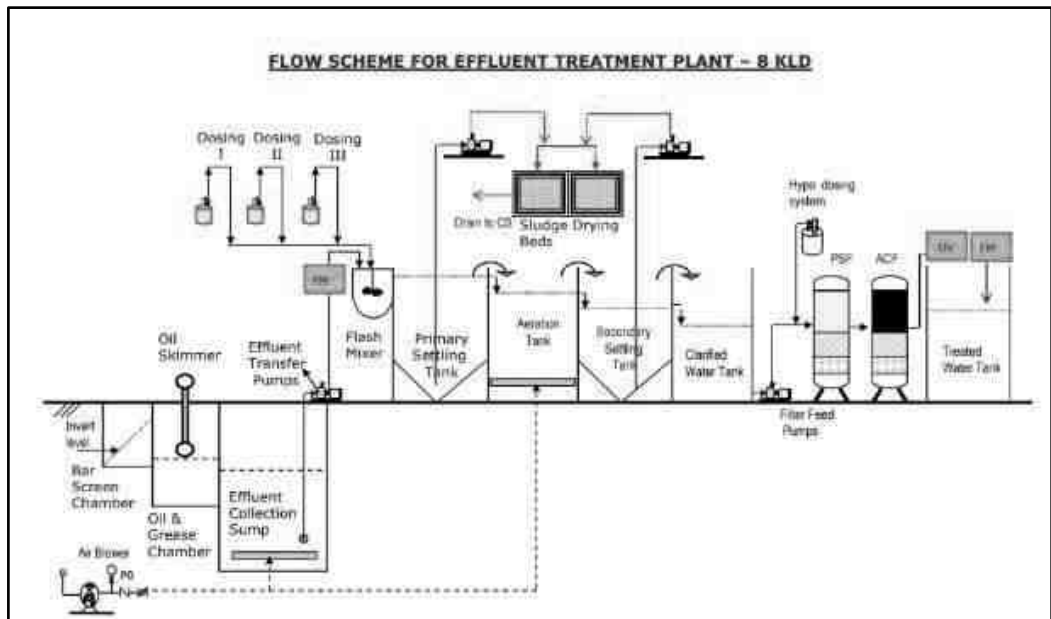 FLOW SCHEME FOR EFFLUENT TREATMENT PLANT – 8 KLD
Dosing
I
Dosing
II
Dosing
III
Drain to CS
Sludge Drying
Beds
Hypo dosing
system
PSF
ACF
Flash
Mixer
Primary
Settling
Tank
Aeration
Tank
Secondary
Settling
Tank
Clarified
Water Tank
Treated
Water Tank
Filter Feed
Pumps
Oil
Skimmer
Effluent
Transfer
Pumps
Invert
level
Bar
Screen
Chamber
Oil &
Grease
Chamber
Effluent
Collection
Sump
Air Blower
PG